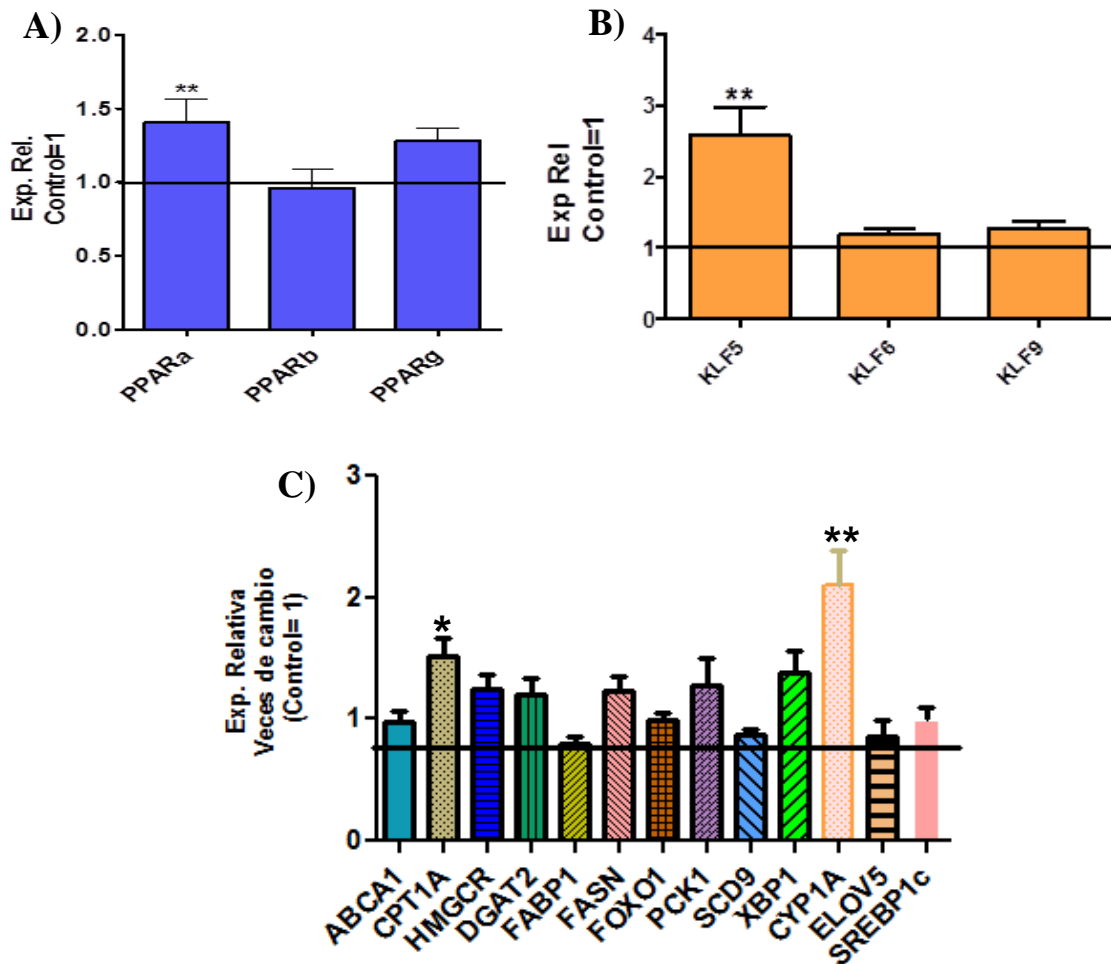 A)
2.0
1.5
1.0
0.5
0.0
Exp. Rel.
Control=1
**
PPARa
PPARb
PPARg
B)
4
3
2
1
0
Exp Rel
Control=1
**
KLF5
KLF6
KLF9
C)
3
2
1
0
Exp. Relativa
Veces de cambio
(Control= 1)
*
**
ABCA1
CPT1A
HMGCR
DGAT2
FABP1
FASN
FOXO1
PCK1
SCD9
XBP1
CYP1A
ELOV5
SREBP1c